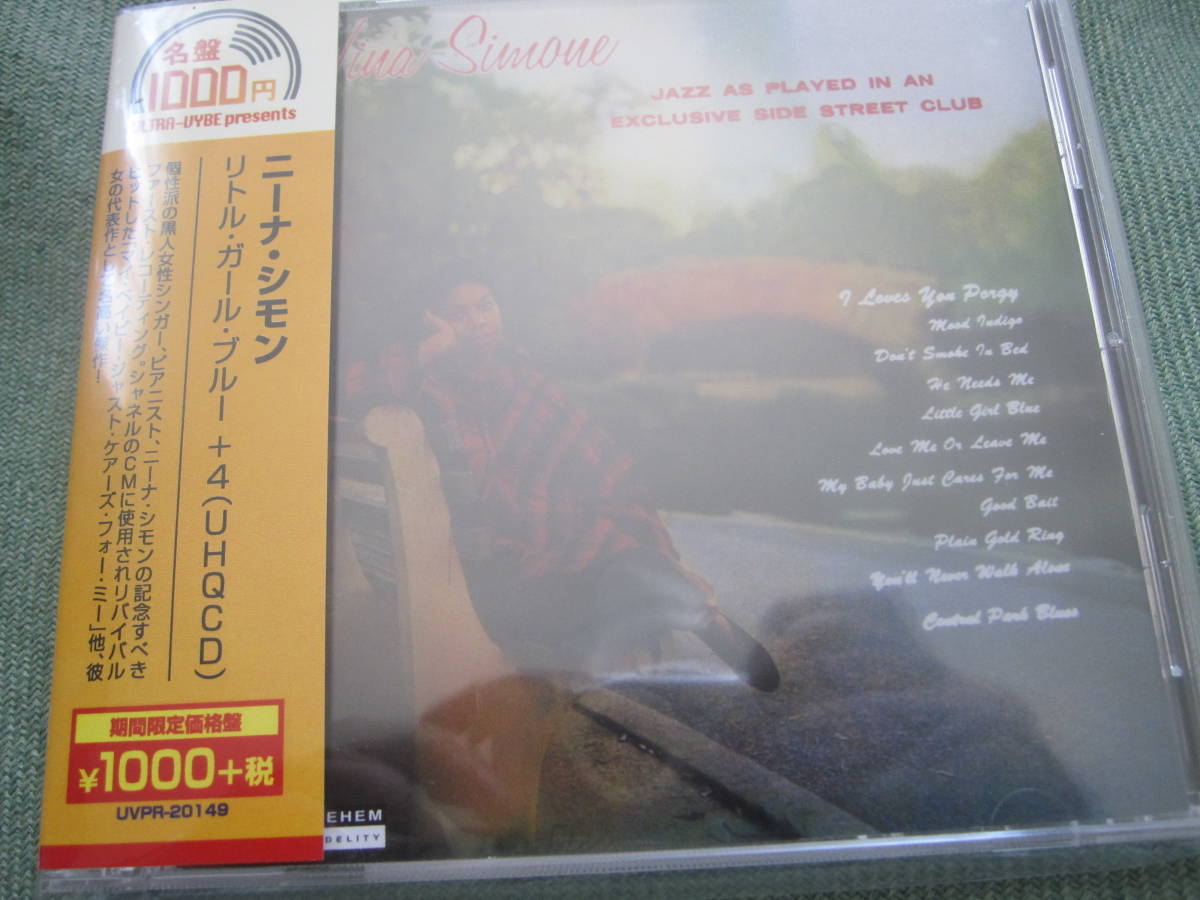 名盤
1000円
ULTRA-VYBE presents
ニーナ・シモン
リトル・ガール・ブルー +4(UHQCD)
個性派の黒人女性シンガー、ピアニスト、ニーナ・シモンの記念すべき
ファースト・レコーディング。シャネルのCMに使用されリバイバル
ヒットした「マイ・ベイビー・ジャスト・ケアーズ・フォー・ミー」他、彼
女の代表作として名高い傑作!
期間限定価格盤
¥1000+税
UVPR-20149
Nina Simone
JAZZ AS PLAYED IN AN
EXCLUSIVE SIDE STREET CLUB
I Loves You Porgy
Mood Indigo
Don't Smoke In Bed
He Needs Me
Little Girl Blue
Love Me Or Leave Me
My Baby Just Cares For Me
Good Bait
Plain Gold Ring
You'll Never Walk Alone
Central Park Blues
EHEM
DELITY